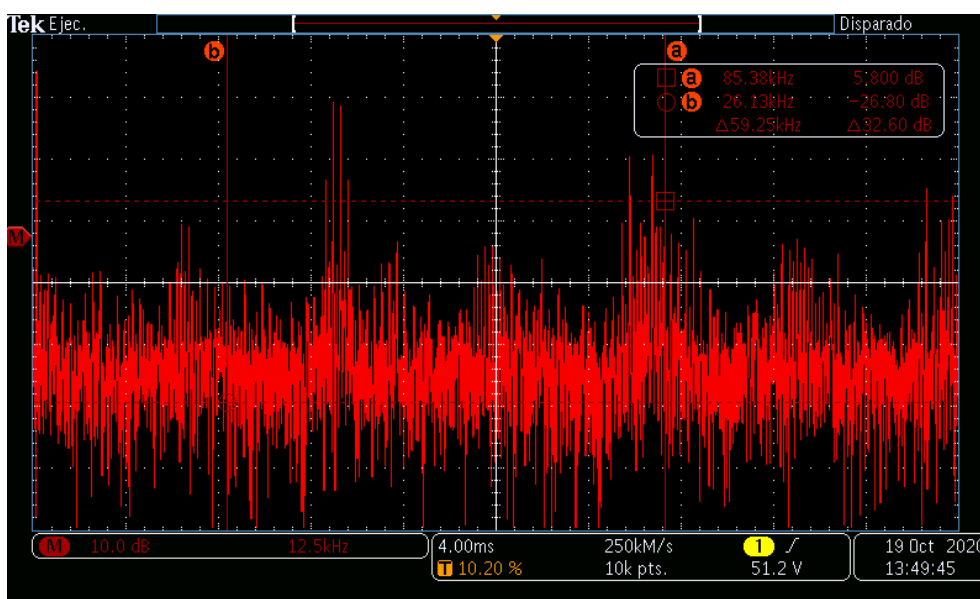 Tek Ejec. Disparado
b a
a 85.38kHz 5.800 dB
b 26.13kHz −26.80 dB
Δ59.25kHz Δ32.60 dB
M
M 10.0 dB 12.5kHz
4.00ms 250kM/s 1 19 Oct 2020
T 10.20 % 10k pts. 51.2 V 13:49:45